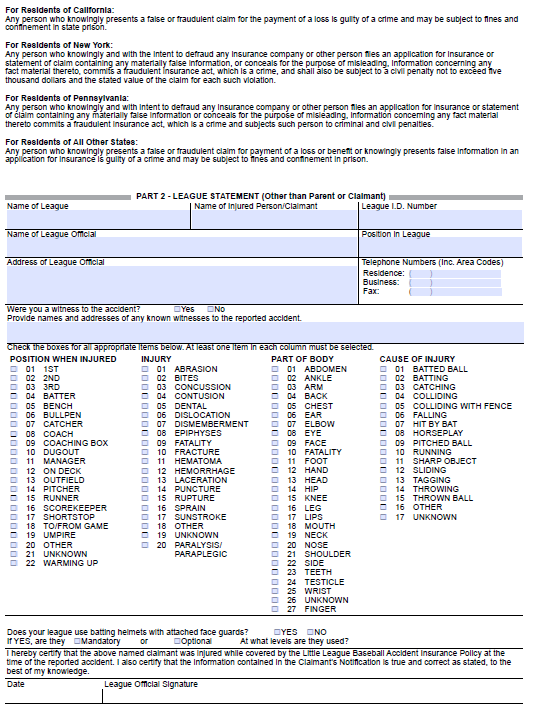 For Residents of California:
Any person who knowingly presents a false or fraudulent claim for the payment of a loss is guilty of a crime and may be subject to fines and
confinement in state prison.
For Residents of New York:
Any person who knowingly and with the intent to defraud any insurance company or other person files an application for insurance or
statement of claim containing any materially false information, or conceals for the purpose of misleading, information concerning any
fact material thereto, commits a fraudulent insurance act, which is a crime, and shall also be subject to a civil penalty not to exceed five
thousand dollars and the stated value of the claim for each such violation.
For Residents of Pennsylvania:
Any person who knowingly and with intent to defraud any insurance company or other person files an application for insurance or statement
of claim containing any materially false information or conceals for the purpose of misleading, information concerning any fact material
thereto commits a fraudulent insurance act, which is a crime and subjects such person to criminal and civil penalties.
For Residents of All Other States:
Any person who knowingly presents a false or fraudulent claim for payment of a loss or benefit or knowingly presents false information in an
application for insurance is guilty of a crime and may be subject to fines and confinement in prison.
PART 2 - LEAGUE STATEMENT (Other than Parent or Claimant)
Name of League Name of Injured Person/Claimant League I.D. Number
Name of League Official Position in League
Address of League Official Telephone Numbers (Inc. Area Codes)
Residence: ( )
Business: ( )
Fax: ( )
Were you a witness to the accident? Yes No
Provide names and addresses of any known witnesses to the reported accident.
Check the boxes for all appropriate items below. At least one item in each column must be selected.
POSITION WHEN INJURED INJURY PART OF BODY CAUSE OF INJURY
01 1ST 01 ABRASION 01 ABDOMEN 01 BATTED BALL
02 2ND 02 BITES 02 ANKLE 02 BATTING
03 3RD 03 CONCUSSION 03 ARM 03 CATCHING
04 BATTER 04 CONTUSION 04 BACK 04 COLLIDING
05 BENCH 05 DENTAL 05 CHEST 05 COLLIDING WITH FENCE
06 BULLPEN 06 DISLOCATION 06 EAR 06 FALLING
07 CATCHER 07 DISMEMBERMENT 07 ELBOW 07 HIT BY BAT
08 COACH 08 EPIPHYSES 08 EYE 08 HORSEPLAY
09 COACHING BOX 09 FATALITY 09 FACE 09 PITCHED BALL
10 DUGOUT 10 FRACTURE 10 FATALITY 10 RUNNING
11 MANAGER 11 HEMATOMA 11 FOOT 11 SHARP OBJECT
12 ON DECK 12 HEMORRHAGE 12 HAND 12 SLIDING
13 OUTFIELD 13 LACERATION 13 HEAD 13 TAGGING
14 PITCHER 14 PUNCTURE 14 HIP 14 THROWING
15 RUNNER 15 RUPTURE 15 KNEE 15 THROWN BALL
16 SCOREKEEPER 16 SPRAIN 16 LEG 16 OTHER
17 SHORTSTOP 17 SUNSTROKE 17 LIPS 17 UNKNOWN
18 TO/FROM GAME 18 OTHER 18 MOUTH
19 UMPIRE 19 UNKNOWN 19 NECK
20 OTHER 20 PARALYSIS/ 20 NOSE
21 UNKNOWN PARAPLEGIC 21 SHOULDER
22 WARMING UP 22 SIDE
23 TEETH
24 TESTICLE
25 WRIST
26 UNKNOWN
27 FINGER
Does your league use batting helmets with attached face guards? YES NO
If YES, are they Mandatory or Optional At what levels are they used?
I hereby certify that the above named claimant was injured while covered by the Little League Baseball Accident Insurance Policy at the
time of the reported accident. I also certify that the information contained in the Claimant's Notification is true and correct as stated, to the
best of my knowledge.
Date League Official Signature